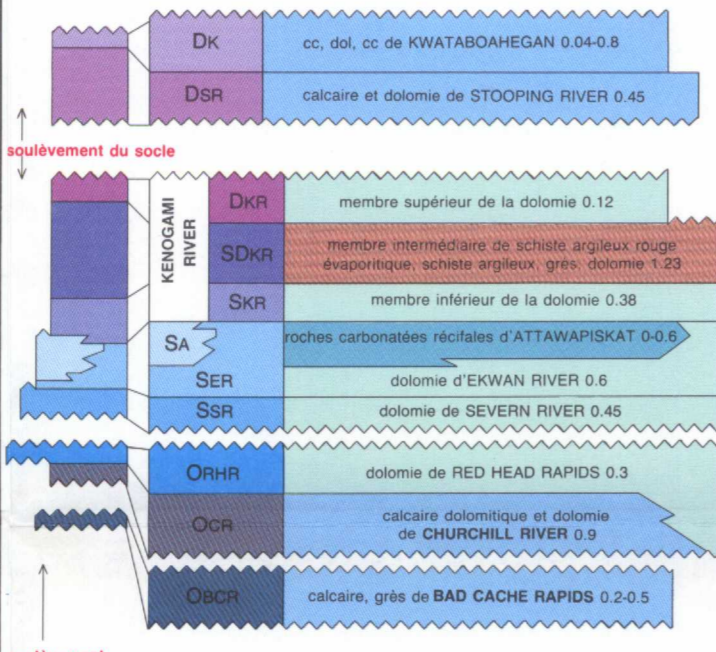 DK
cc, dol, cc de KWATABOAHEGAN 0.04-0.8
DSR
calcaire et dolomie de STOOPING RIVER 0.45
soulèvement du socle
KENOGAMI
RIVER
DKR
membre supérieur de la dolomie 0.12
SDKR
membre intermédiaire de schiste argileux rouge
évaporitique, schiste argileux, grès, dolomie 1.23
SKR
membre inférieur de la dolomie 0.38
SA
roches carbonatées récifales d'ATTAWAPISKAT 0-0.6
SER
dolomie d'EKWAN RIVER 0.6
SSR
dolomie de SEVERN RIVER 0.45
ORHR
dolomie de RED HEAD RAPIDS 0.3
OCR
calcaire dolomitique et dolomie
de CHURCHILL RIVER 0.9
OBCR
calcaire, grès de BAD CACHE RAPIDS 0.2-0.5